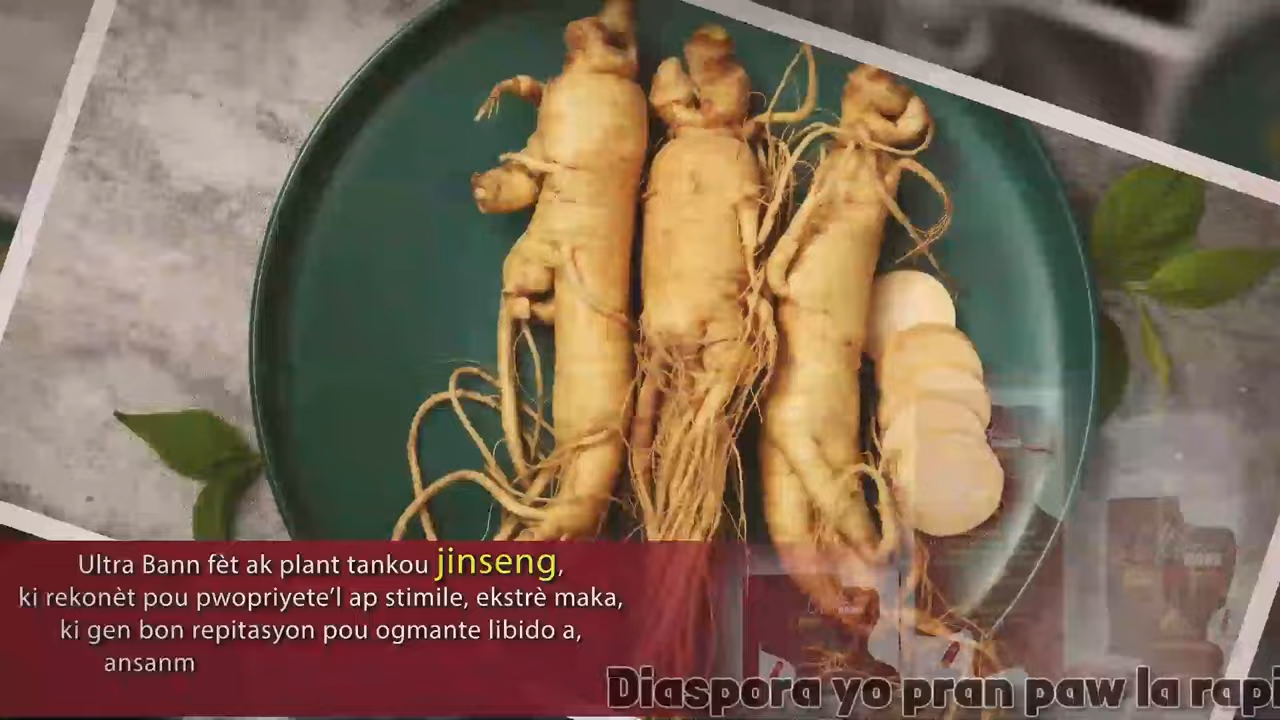 Ultra Bann fèt ak plant tankou jinseng,
ki rekonèt pou pwopriyete’l ap stimile, ekstrè maka,
ki gen bon repitasyon pou ogmante libido a,
ansanm
Diaspora yo pran paw la rapi